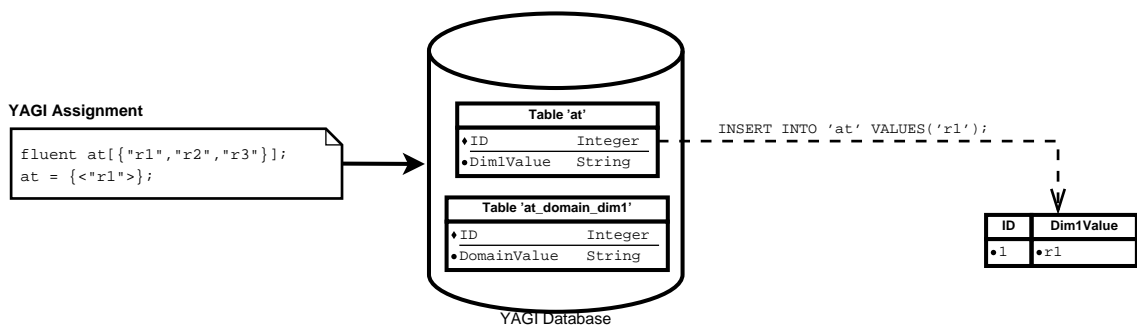 YAGI Assignment
fluent at[{"r1","r2","r3"}];
at = {<"r1">};
Table 'at'
♦ID Integer
●Dim1Value String
Table 'at_domain_dim1'
♦ID Integer
●DomainValue String
YAGI Database
INSERT INTO 'at' VALUES('r1');
ID Dim1Value
●1 ●r1